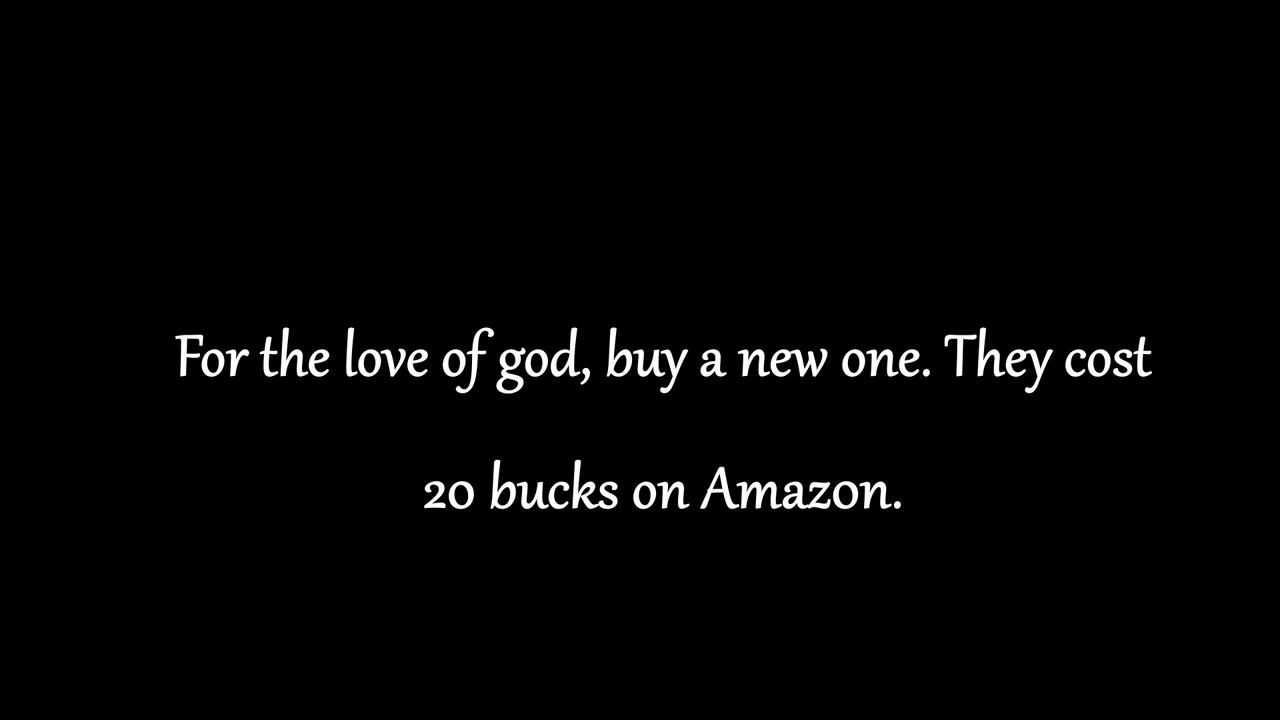 For the love of god, buy a new one. They cost
20 bucks on Amazon.